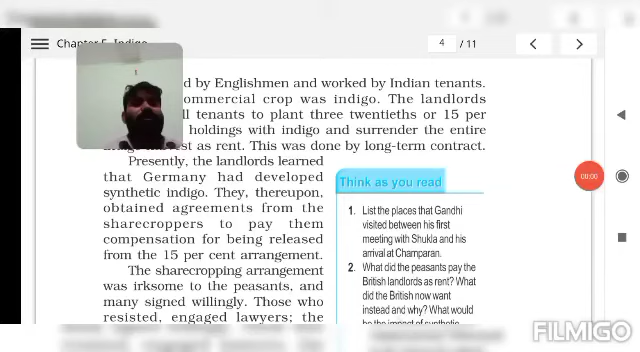 Chapter 5 Indigo
4 / 11
d by Englishmen and worked by Indian tenants.
ommercial crop was indigo. The landlords
ll tenants to plant three twentieths or 15 per
holdings with indigo and surrender the entire
as rent. This was done by long-term contract.
Presently, the landlords learned
that Germany had developed
synthetic indigo. They, thereupon,
obtained agreements from the
sharecroppers to pay them
compensation for being released
from the 15 per cent arrangement.
The sharecropping arrangement
was irksome to the peasants, and
many signed willingly. Those who
resisted, engaged lawyers; the
Think as you read
1. List the places that Gandhi
visited between his first
meeting with Shukla and his
arrival at Champaran.
2. What did the peasants pay the
British landlords as rent? What
did the British now want
instead and why? What would
be the impact of synthetic
00:00
FILMIGO